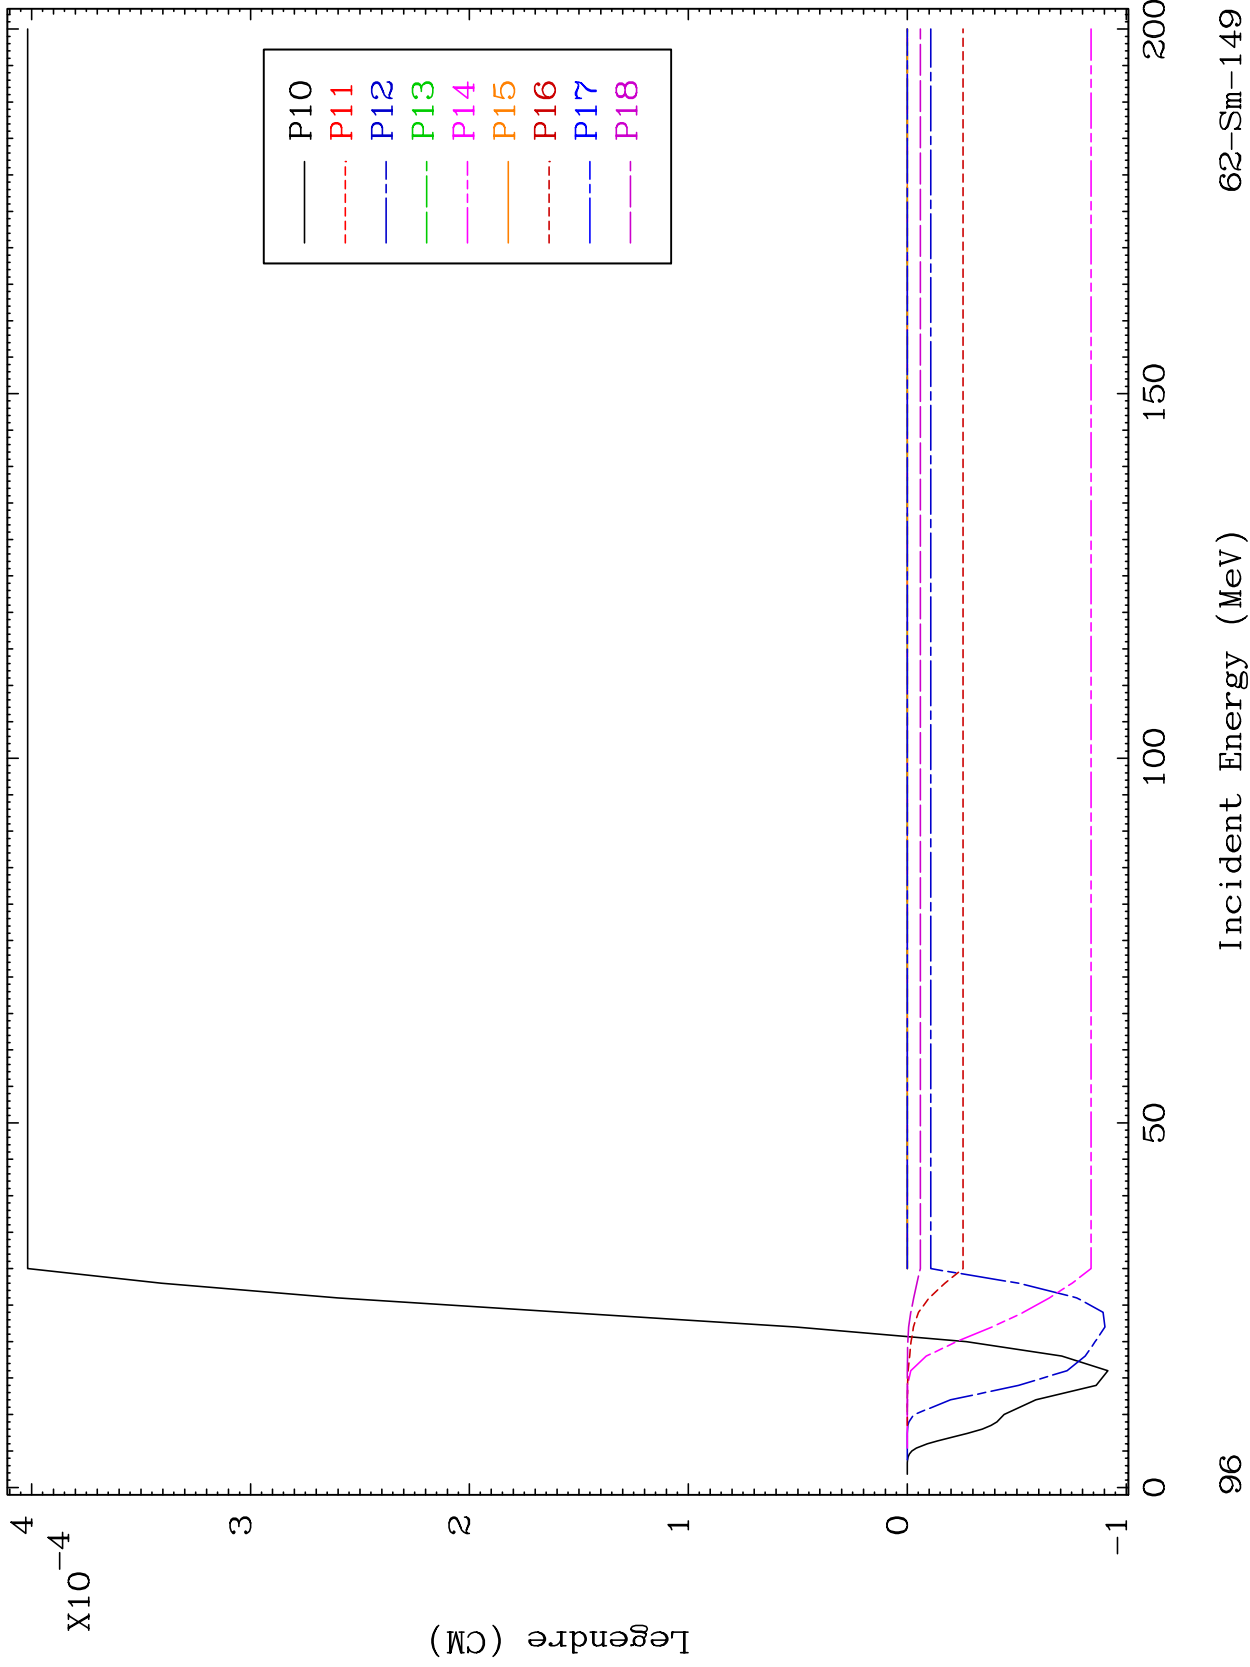 4
3
2
1
0
-1
X10-4
Legendre (CM)
P10
P11
P12
P13
P14
P15
P16
P17
P18
0
50
100
150
200
Incident Energy (MeV)
96
62-Sm-149